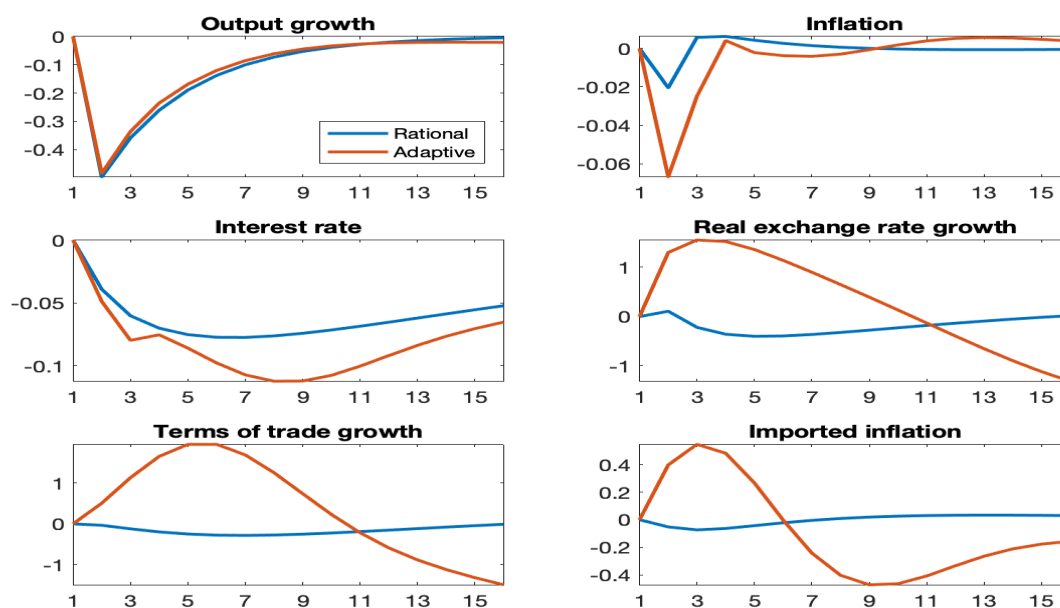 Output growth
0
-0.1
-0.2
-0.3
-0.4
Rational
Adaptive
1 3 5 7 9 11 13 15
Inflation
0
-0.02
-0.04
-0.06
1 3 5 7 9 11 13 15
Interest rate
0
-0.05
-0.1
1 3 5 7 9 11 13 15
Real exchange rate growth
1
0
-1
1 3 5 7 9 11 13 15
Terms of trade growth
1
0
-1
1 3 5 7 9 11 13 15
Imported inflation
0.4
0.2
0
-0.2
-0.4
1 3 5 7 9 11 13 15